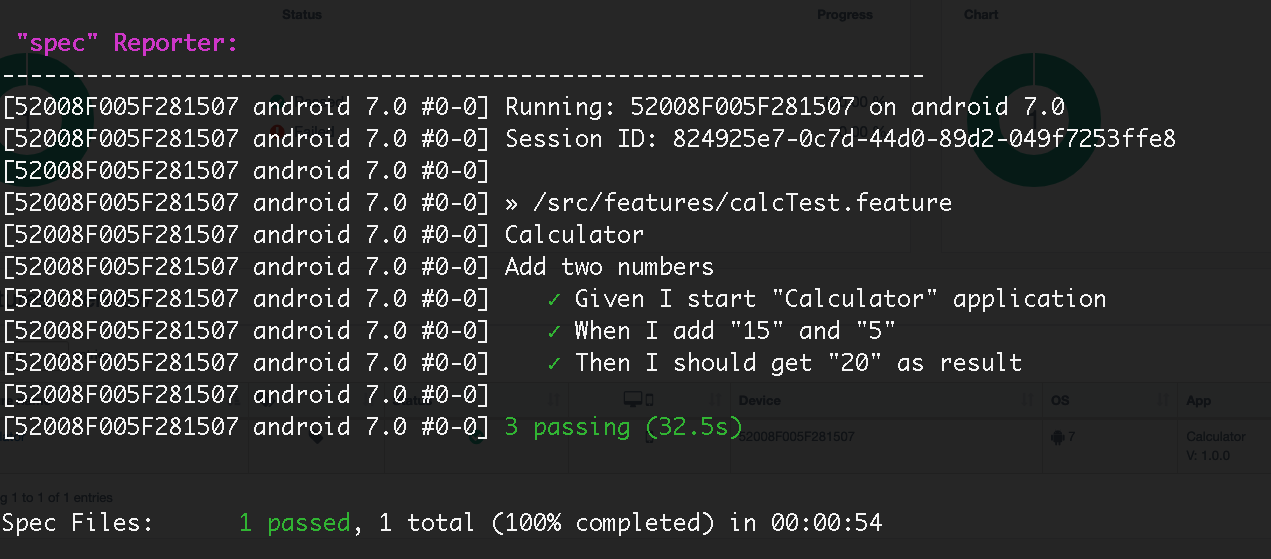 Status Progress Chart
"spec" Reporter:
------------------------------------------------------------------
[52008F005F281507 android 7.0 #0-0] Running: 52008F005F281507 on android 7.0
[52008F005F281507 android 7.0 #0-0] Session ID: 824925e7-0c7d-44d0-89d2-049f7253ffe8
[52008F005F281507 android 7.0 #0-0]
[52008F005F281507 android 7.0 #0-0] » /src/features/calcTest.feature
[52008F005F281507 android 7.0 #0-0] Calculator
[52008F005F281507 android 7.0 #0-0] Add two numbers
[52008F005F281507 android 7.0 #0-0] ✓ Given I start "Calculator" application
[52008F005F281507 android 7.0 #0-0] ✓ When I add "15" and "5"
[52008F005F281507 android 7.0 #0-0] ✓ Then I should get "20" as result
[52008F005F281507 android 7.0 #0-0]
Device OS App
[52008F005F281507 android 7.0 #0-0] 3 passing (32.5s)
52008F005F281507 7 Calculator
V: 1.0.0
1 to 1 of 1 entries
Spec Files: 1 passed, 1 total (100% completed) in 00:00:54